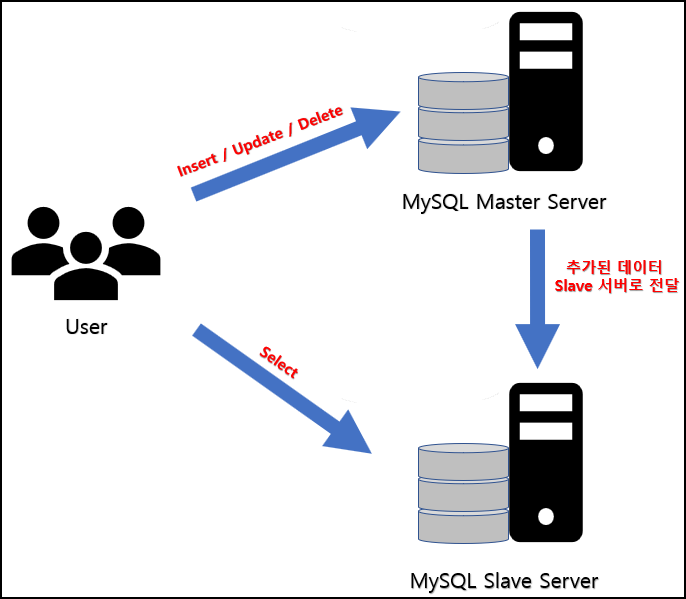 Insert / Update / Delete
MySQL Master Server
추가된 데이터
Slave 서버로 전달
User
Select
MySQL Slave Server